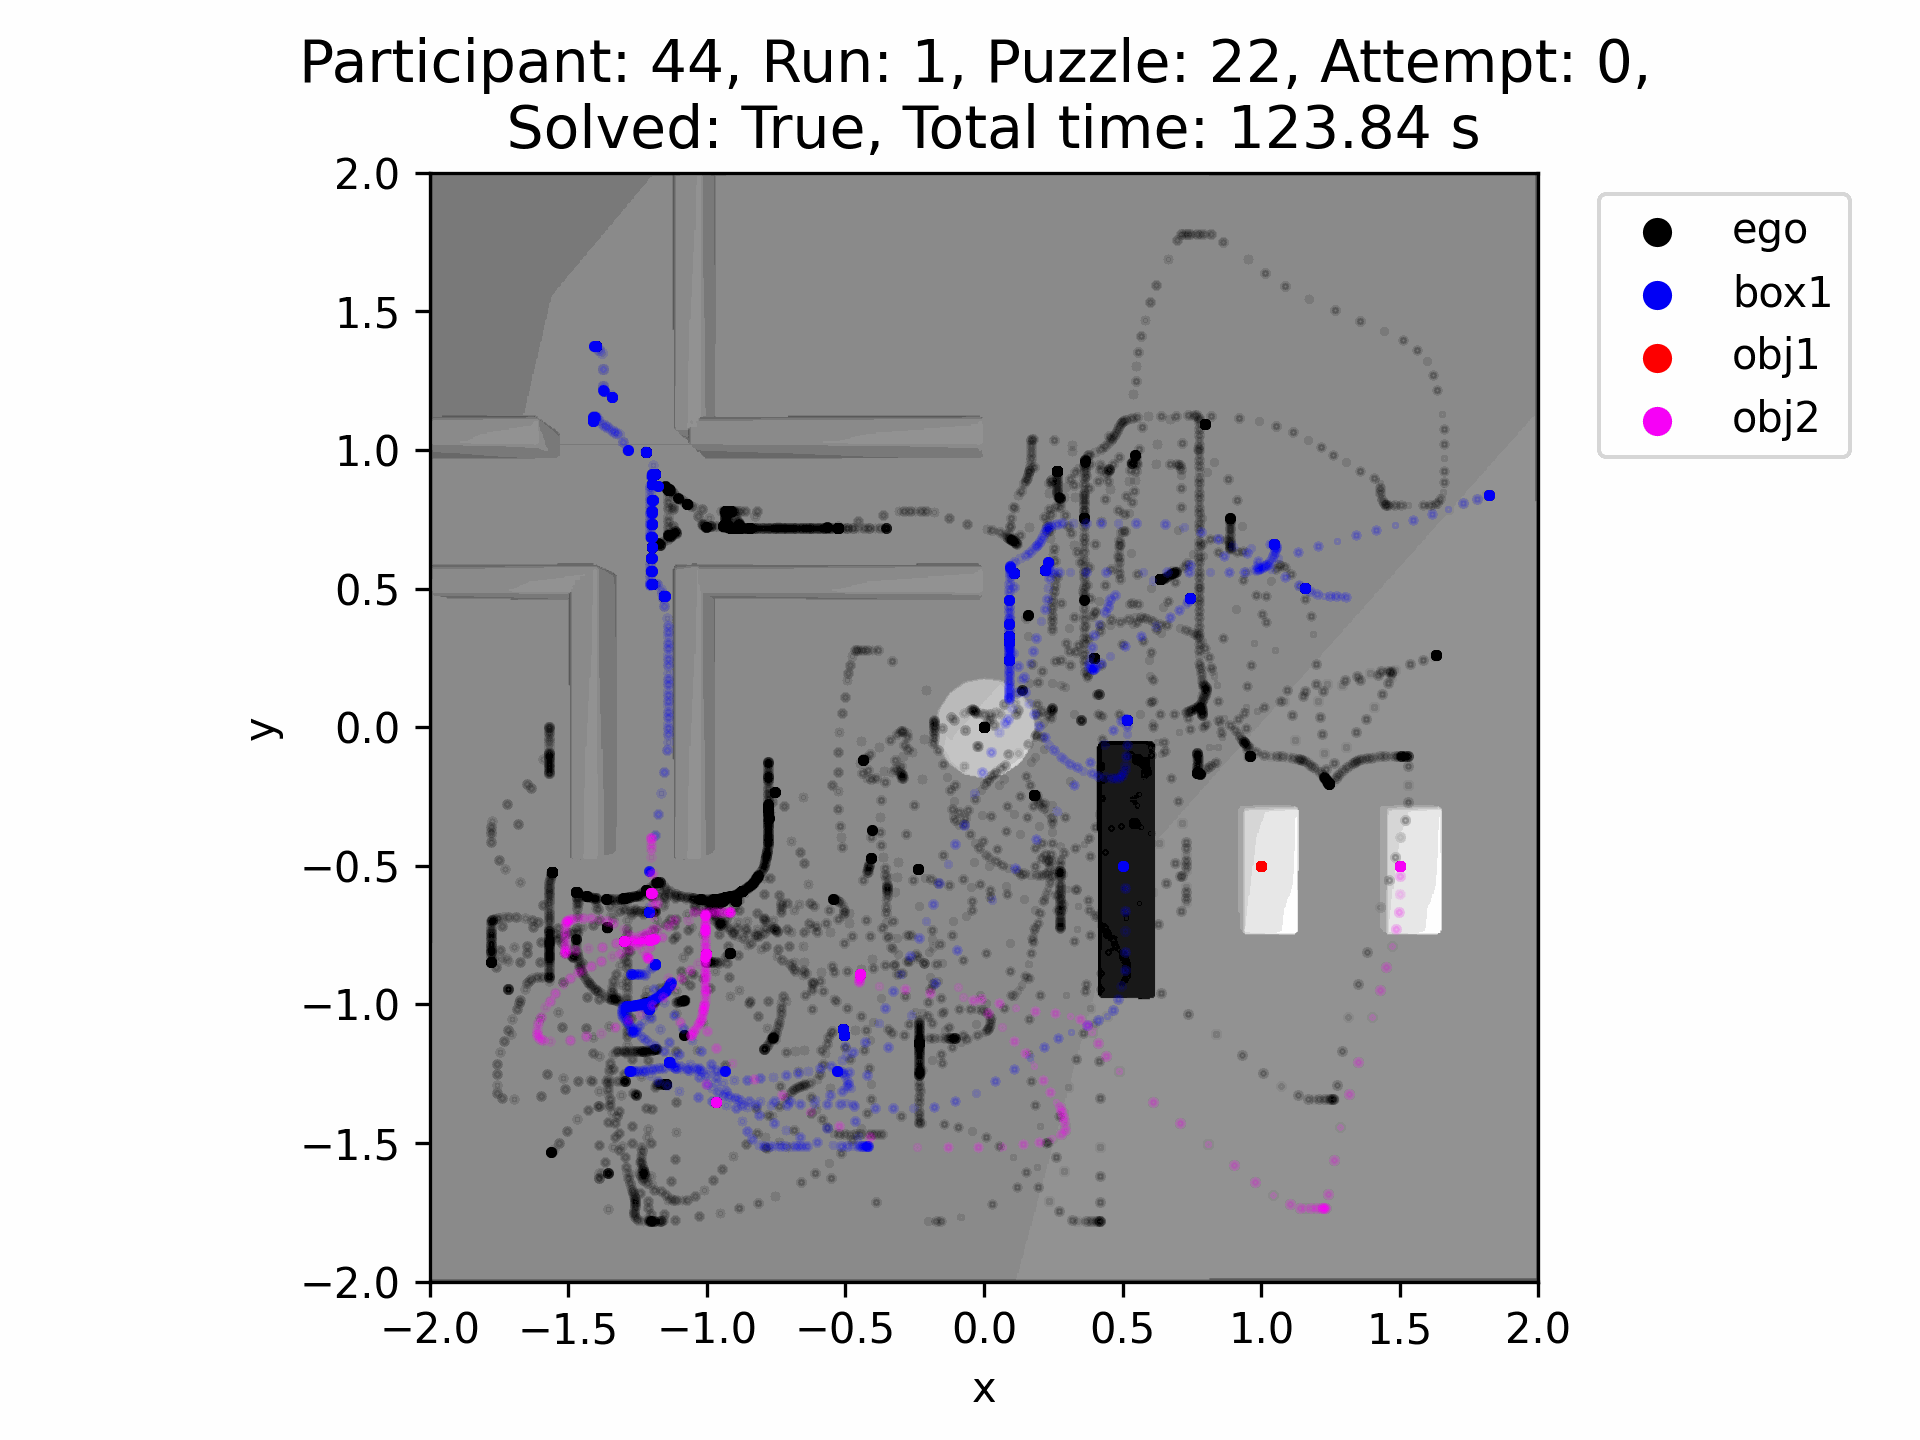 Participant: 44, Run: 1, Puzzle: 22, Attempt: 0,
Solved: True, Total time: 123.84 s
2.0
1.5
1.0
0.5
0.0
−0.5
−1.0
−1.5
−2.0
y
−2.0 −1.5 −1.0 −0.5 0.0 0.5 1.0 1.5 2.0
x
ego
box1
obj1
obj2